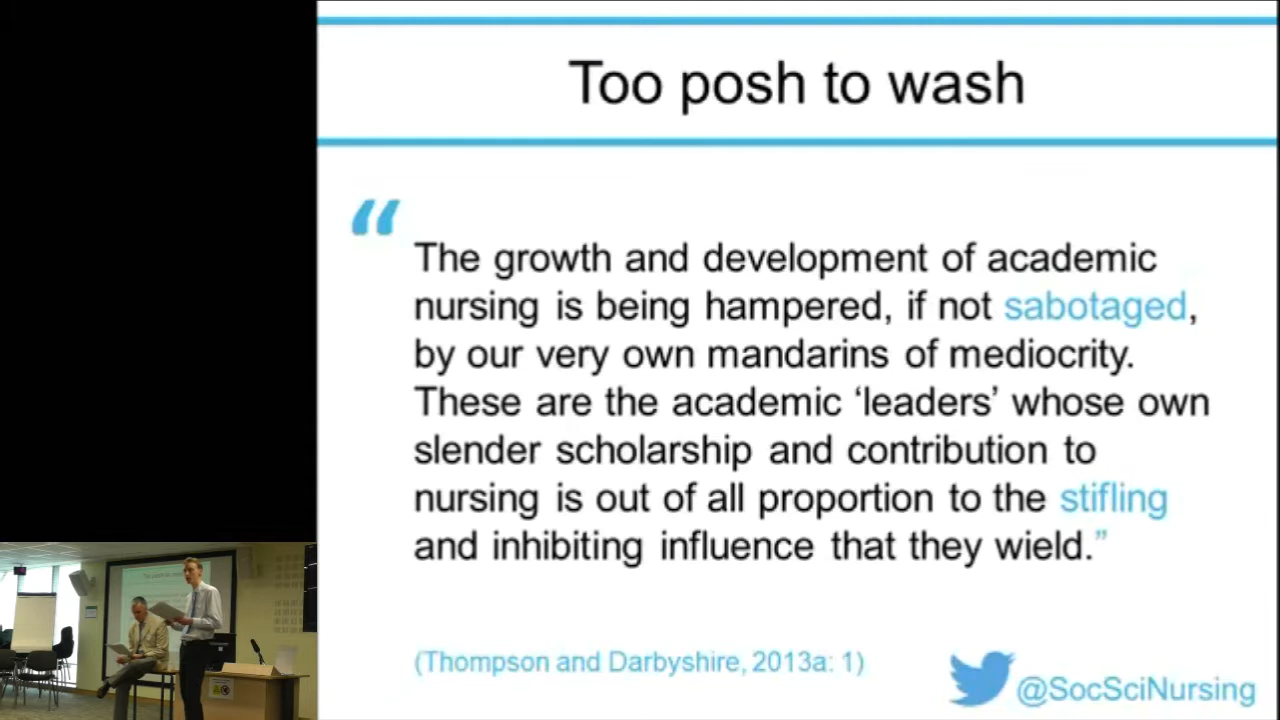 Too posh to wash
“
The growth and development of academic
nursing is being hampered, if not sabotaged,
by our very own mandarins of mediocrity.
These are the academic ‘leaders’ whose own
slender scholarship and contribution to
nursing is out of all proportion to the stifling
and inhibiting influence that they wield.”
(Thompson and Darbyshire, 2013a: 1)
@SocSciNursing